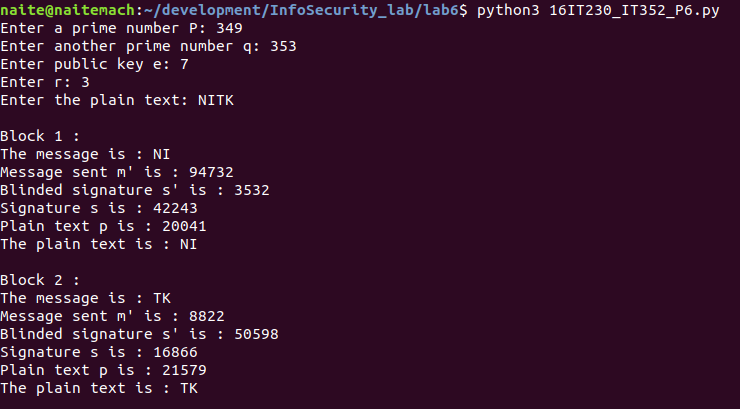 naite@naitemach:~/development/InfoSecurity_lab/lab6$ python3 16IT230_IT352_P6.py
Enter a prime number P: 349
Enter another prime number q: 353
Enter public key e: 7
Enter r: 3
Enter the plain text: NITK
Block 1 :
The message is : NI
Message sent m' is : 94732
Blinded signature s' is : 3532
Signature s is : 42243
Plain text p is : 20041
The plain text is : NI
Block 2 :
The message is : TK
Message sent m' is : 8822
Blinded signature s' is : 50598
Signature s is : 16866
Plain text p is : 21579
The plain text is : TK